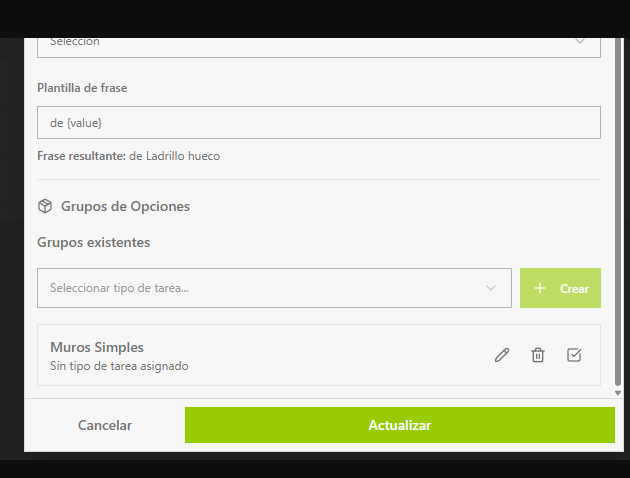 Selección
Plantilla de frase
de {value}
Frase resultante: de Ladrillo hueco
Grupos de Opciones
Grupos existentes
Seleccionar tipo de tarea...
Crear
Muros Simples
Sin tipo de tarea asignado
Cancelar
Actualizar